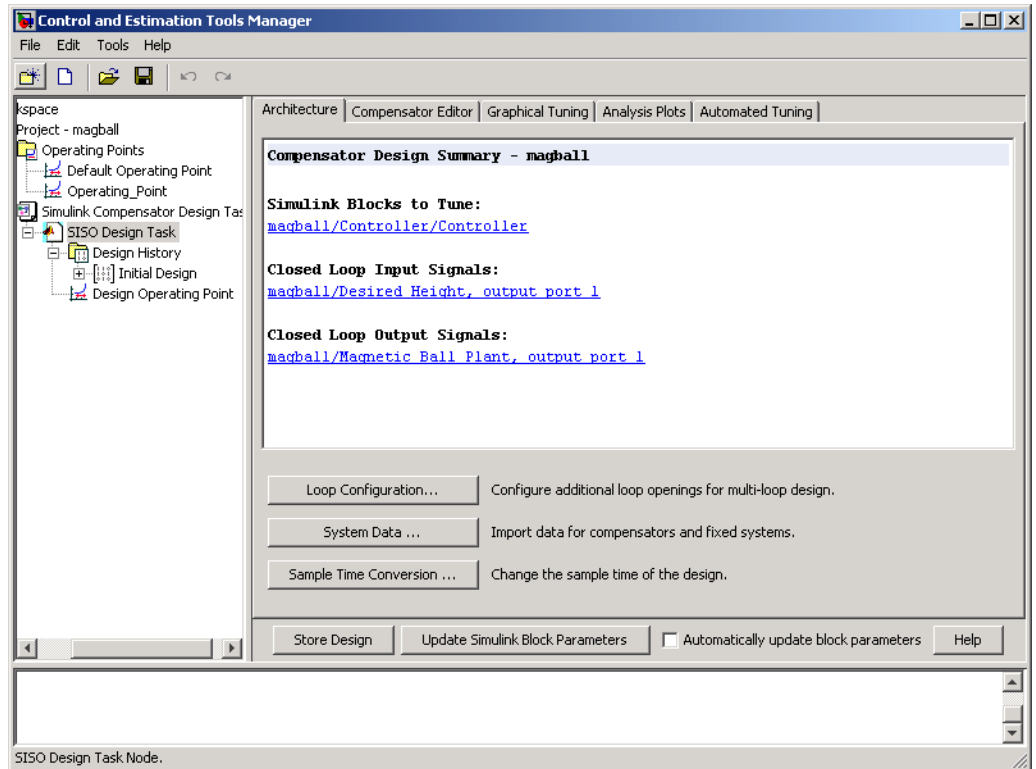 Control and Estimation Tools Manager
File Edit Tools Help
kspace
Project - magball
Operating Points
Default Operating Point
Operating_Point
Simulink Compensator Design Tas
SISO Design Task
Design History
Initial Design
Design Operating Point
Architecture Compensator Editor Graphical Tuning Analysis Plots Automated Tuning
Compensator Design Summary - magball
Simulink Blocks to Tune:
magball/Controller/Controller
Closed Loop Input Signals:
magball/Desired Height, output port 1
Closed Loop Output Signals:
magball/Magnetic Ball Plant, output port 1
Loop Configuration... Configure additional loop openings for multi-loop design.
System Data ... Import data for compensators and fixed systems.
Sample Time Conversion ... Change the sample time of the design.
Store Design Update Simulink Block Parameters Automatically update block parameters Help
SISO Design Task Node.